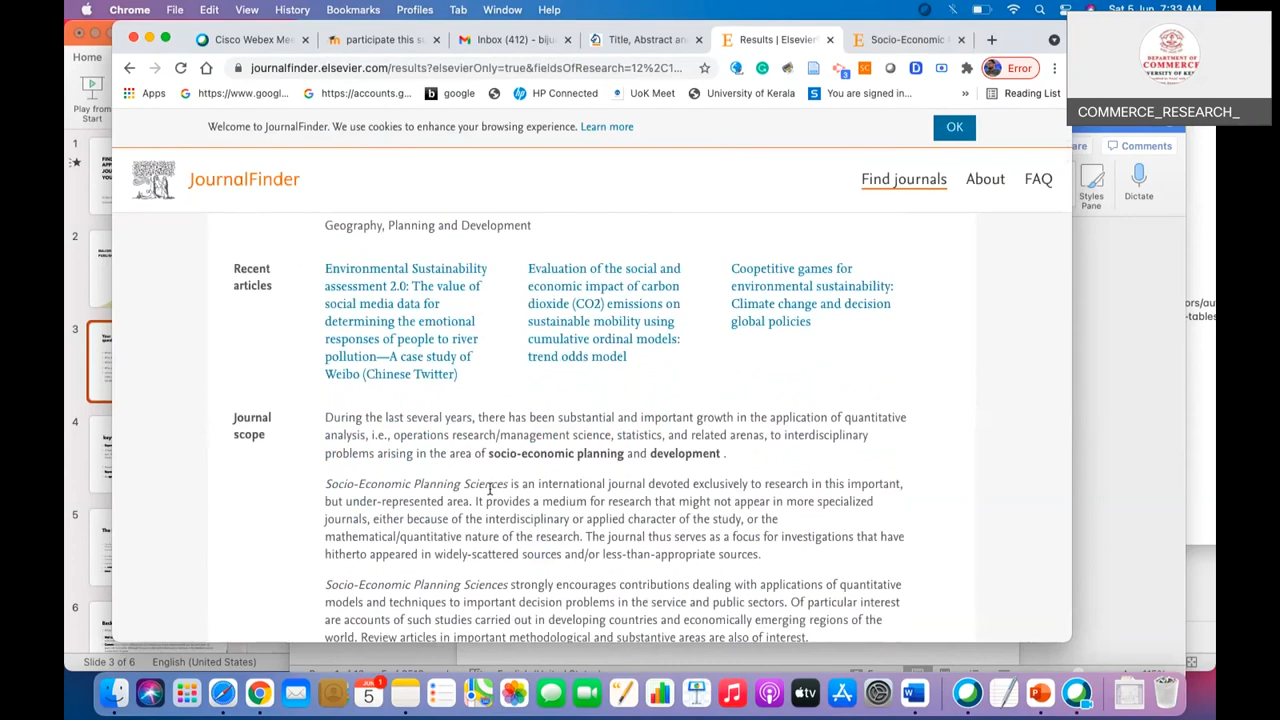 Chrome File Edit View History Bookmarks Profiles Tab Window Help
Sat 5 Jun 7:33 AM
Cisco Webex Me
participate this s
Inbox (412) - biju
Title, Abstract an
Results | Elsevier
Socio-Economic
journalfinder.elsevier.com/results?elsev=true&fieldsOfResearch=12%2C1...
Error
Apps
https://www.googl...
https://accounts.g...
HP Connected
UoK Meet
University of Kerala
You are signed in...
Reading List
DEPARTMENT OF
COMMERCE
COMMERCE_RESEARCH_
Home
Play from
Start
Welcome to JournalFinder. We use cookies to enhance your browsing experience. Learn more
OK
JournalFinder
Find journals
About
FAQ
Comments
Styles
Pane
Dictate
Geography, Planning and Development
Recent
articles
Environmental Sustainability
assessment 2.0: The value of
social media data for
determining the emotional
responses of people to river
pollution—A case study of
Weibo (Chinese Twitter)
Evaluation of the social and
economic impact of carbon
dioxide (CO2) emissions on
sustainable mobility using
cumulative ordinal models:
trend odds model
Coopetitive games for
environmental sustainability:
Climate change and decision
global policies
Journal
scope
During the last several years, there has been substantial and important growth in the application of quantitative
analysis, i.e., operations research/management science, statistics, and related arenas, to interdisciplinary
problems arising in the area of socio-economic planning and development .
Socio-Economic Planning Sciences is an international journal devoted exclusively to research in this important,
but under-represented area. It provides a medium for research that might not appear in more specialized
journals, either because of the interdisciplinary or applied character of the study, or the
mathematical/quantitative nature of the research. The journal thus serves as a focus for investigations that have
hitherto appeared in widely-scattered sources and/or less-than-appropriate sources.
Socio-Economic Planning Sciences strongly encourages contributions dealing with applications of quantitative
models and techniques to important decision problems in the service and public sectors. Of particular interest
are accounts of such studies carried out in developing countries and economically emerging regions of the
world. Review articles in important methodological and substantive areas are also of interest.
1
2
3
4
5
6
Slide 3 of 6
English (United States)
JUN
5
tv